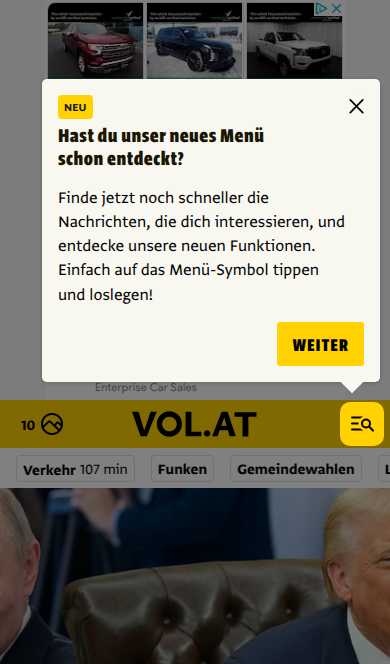 NEU
Hast du unser neues Menü
schon entdeckt?
Finde jetzt noch schneller die
Nachrichten, die dich interessieren, und
entdecke unsere neuen Funktionen.
Einfach auf das Menü-Symbol tippen
und loslegen!
WEITER
Enterprise Car Sales
10
VOL.AT
Verkehr 107 min
Funken
Gemeindewahlen